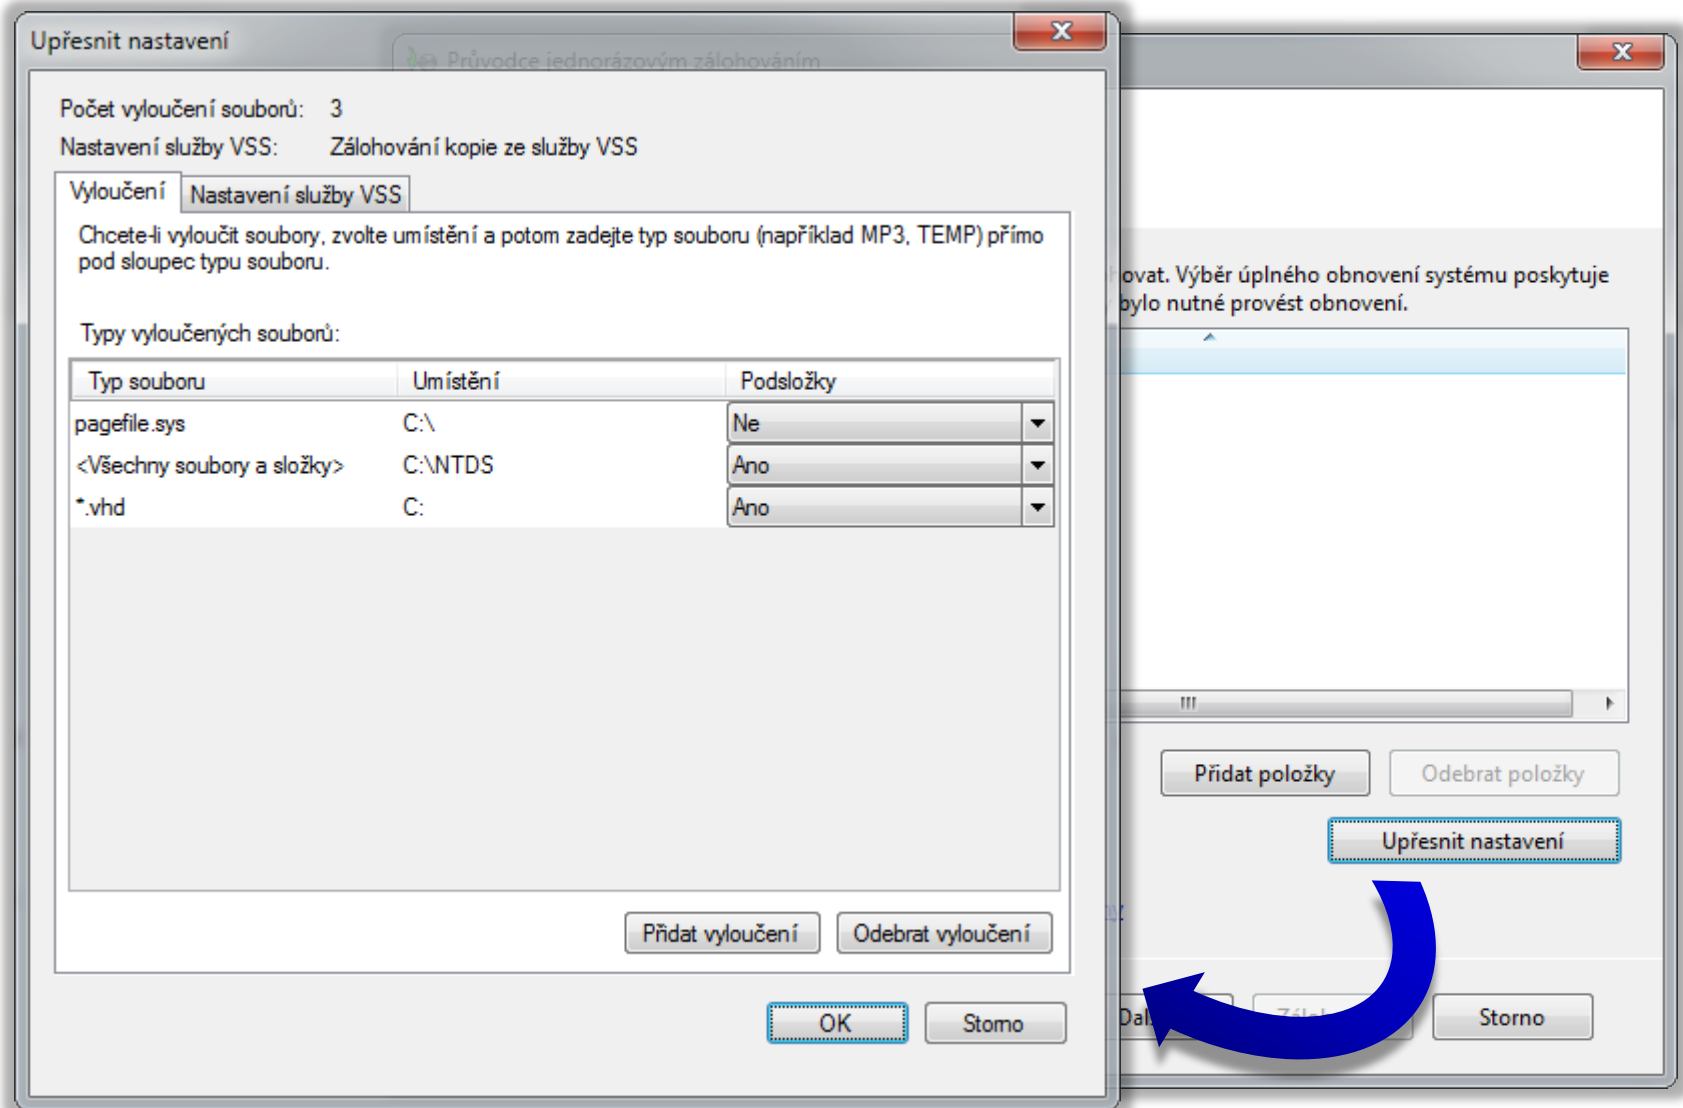 Upřesnit nastavení
Průvodce jednorázovým zálohováním
Počet vyloučení souborů: 3
Nastavení služby VSS: Zálohování kopie ze služby VSS
Vyloučení Nastavení služby VSS
Chcete-li vyloučit soubory, zvolte umístění a potom zadejte typ souboru (například MP3, TEMP) přímo
pod sloupec typu souboru.
Typy vyloučených souborů:
Typ souboru Umístění Podsložky
pagefile.sys C:\ Ne
<Všechny soubory a složky> C:\NTDS Ano
*.vhd C: Ano
Přidat vyloučení Odebrat vyloučení
OK Storno
ovat. Výběr úplného obnovení systému poskytuje
bylo nutné provést obnovení.
Přidat položky Odebrat položky
Upřesnit nastavení
Storno